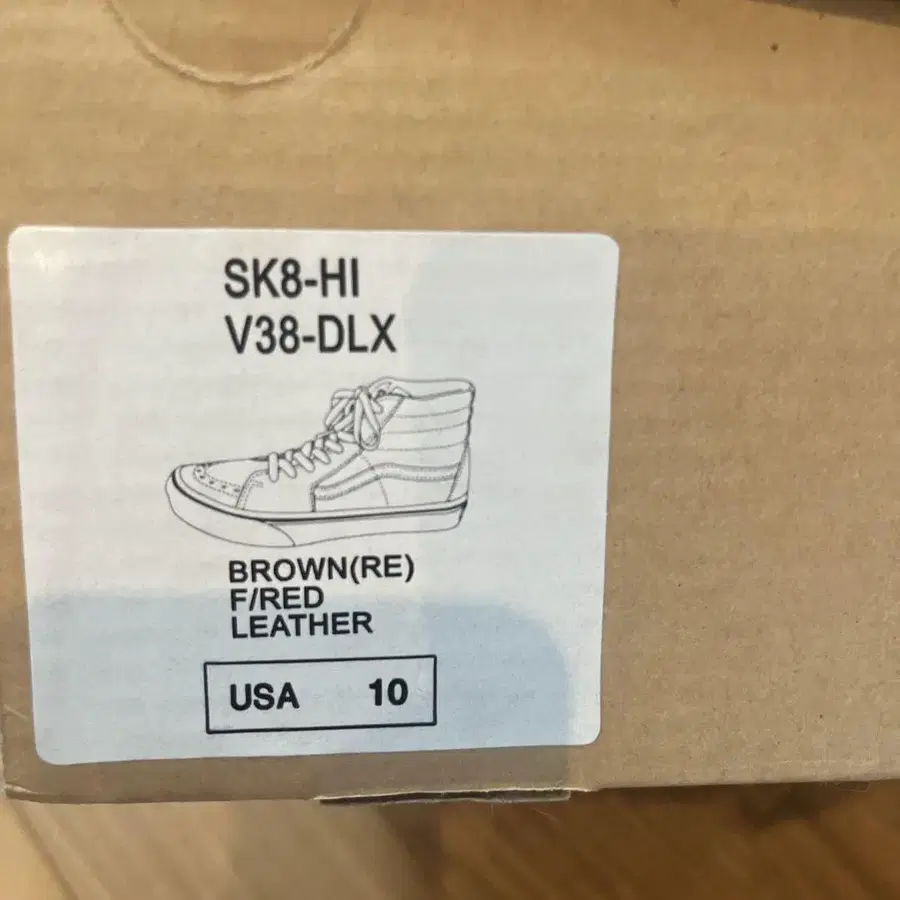 SK8-HI
V38-DLX
BROWN(RE)
F/RED
LEATHER
USA 10